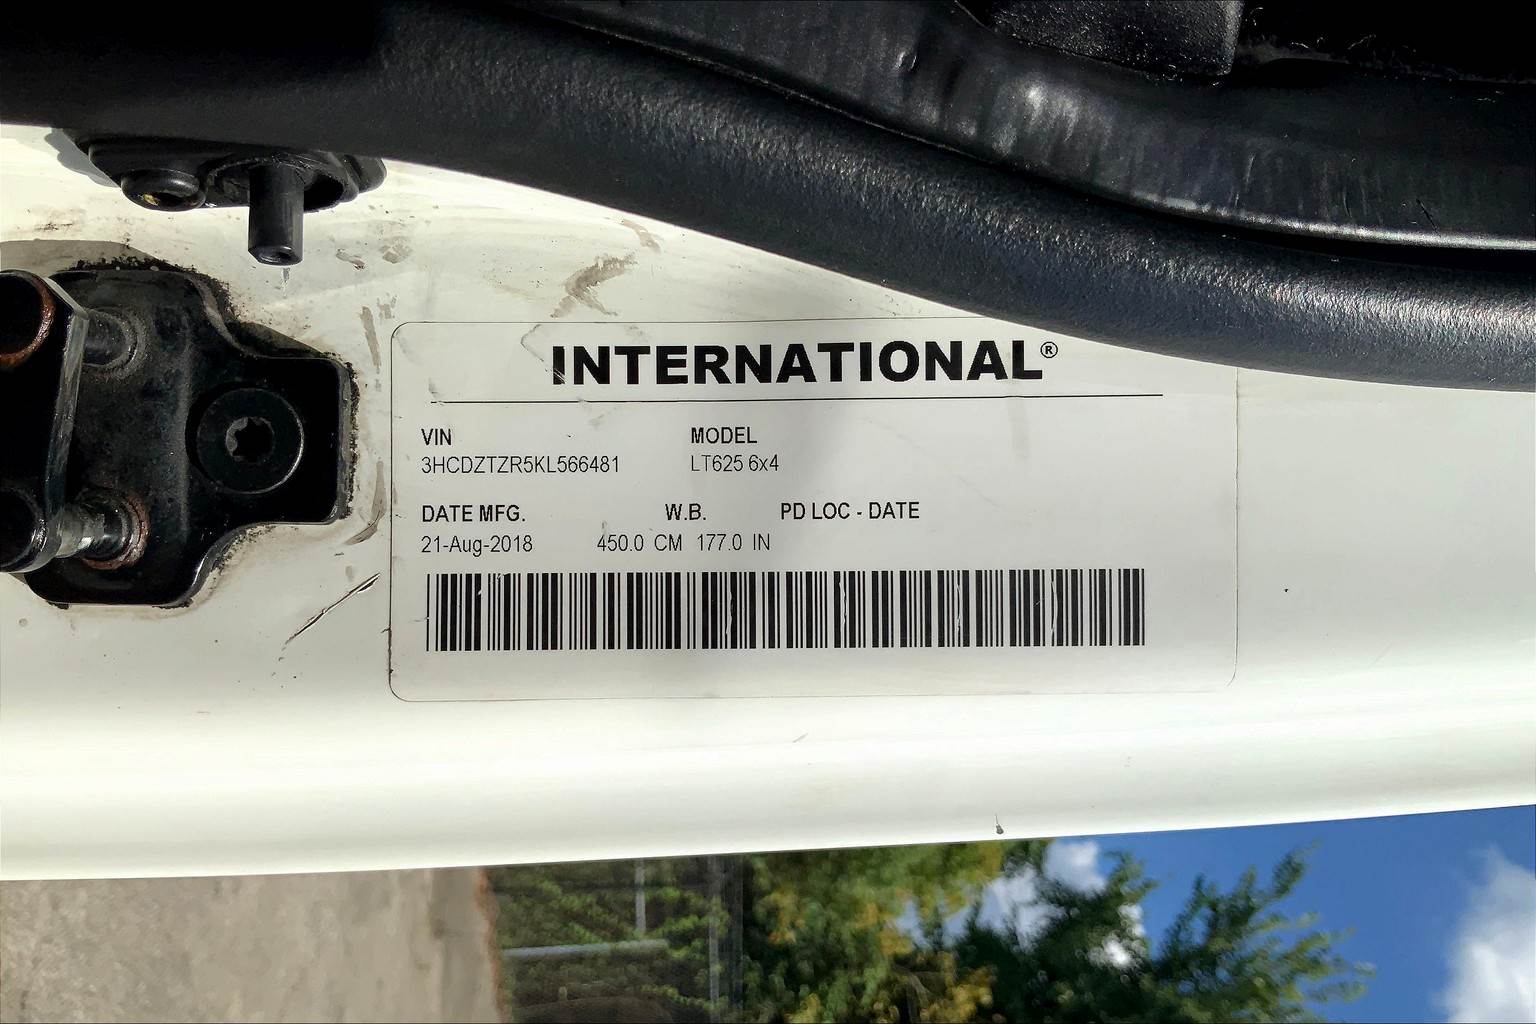 INTERNATIONAL®
VIN MODEL
3HCDZTZR5KL566481 LT625 6x4
DATE MFG. W.B. PD LOC - DATE
21-Aug-2018 450.0 CM 177.0 IN